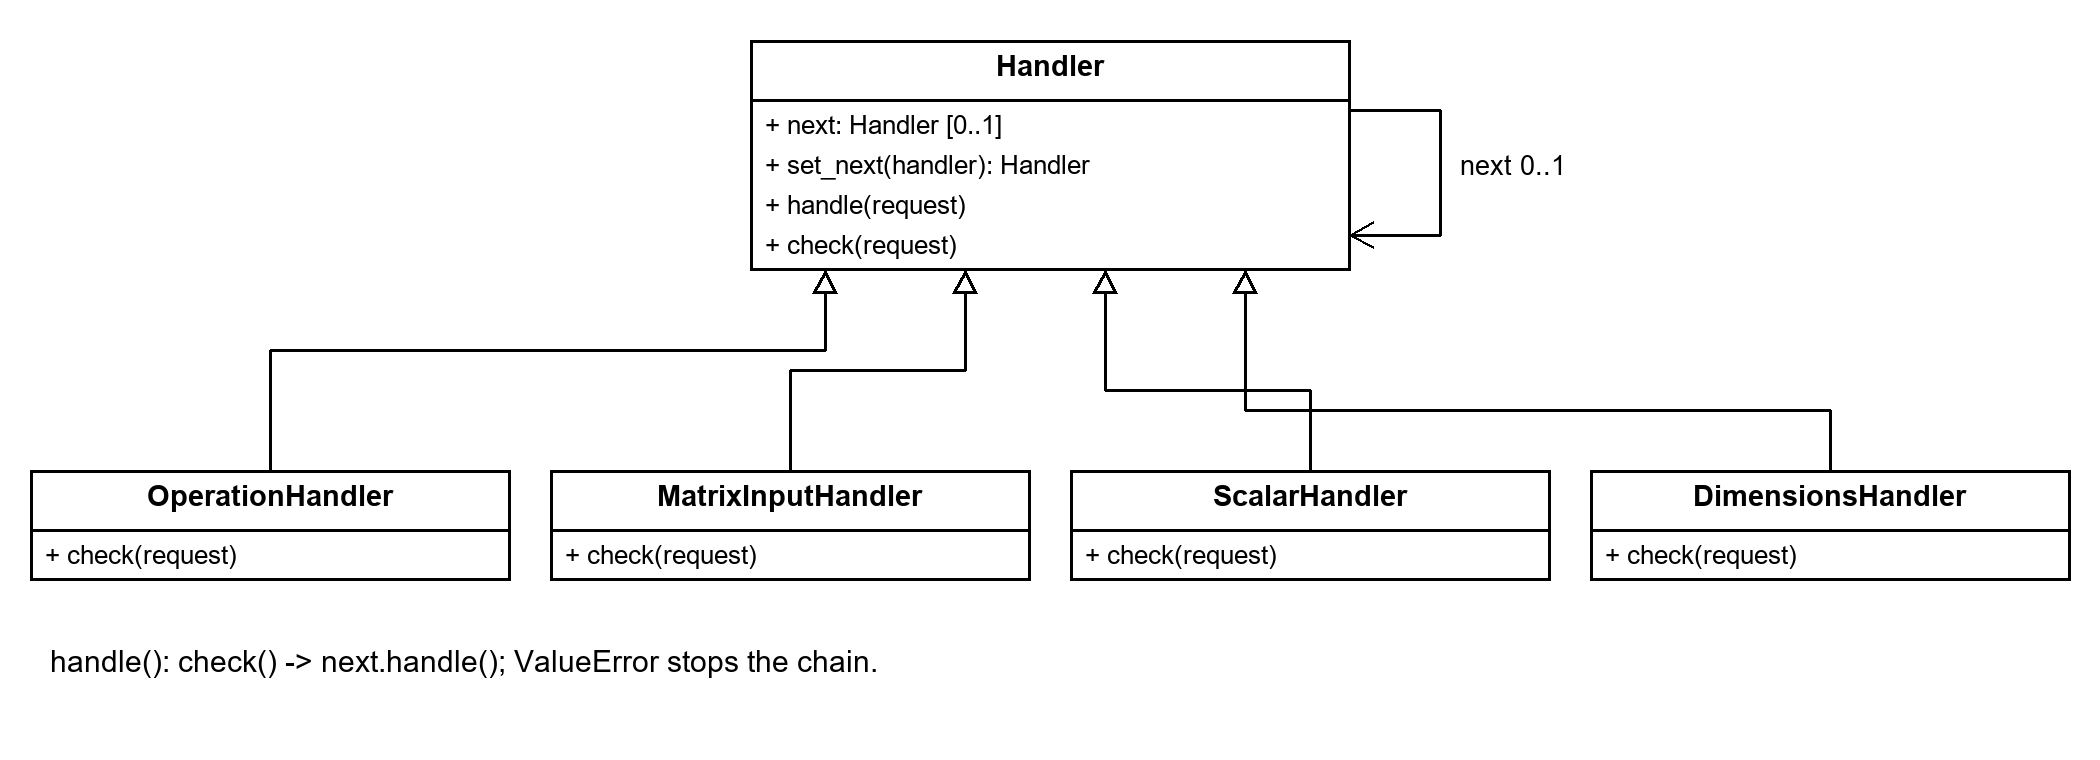 Handler
+ next: Handler [0..1]
+ set_next(handler): Handler
+ handle(request)
+ check(request)
next 0..1
OperationHandler
+ check(request)
MatrixInputHandler
+ check(request)
ScalarHandler
+ check(request)
DimensionsHandler
+ check(request)
handle(): check() -> next.handle(); ValueError stops the chain.